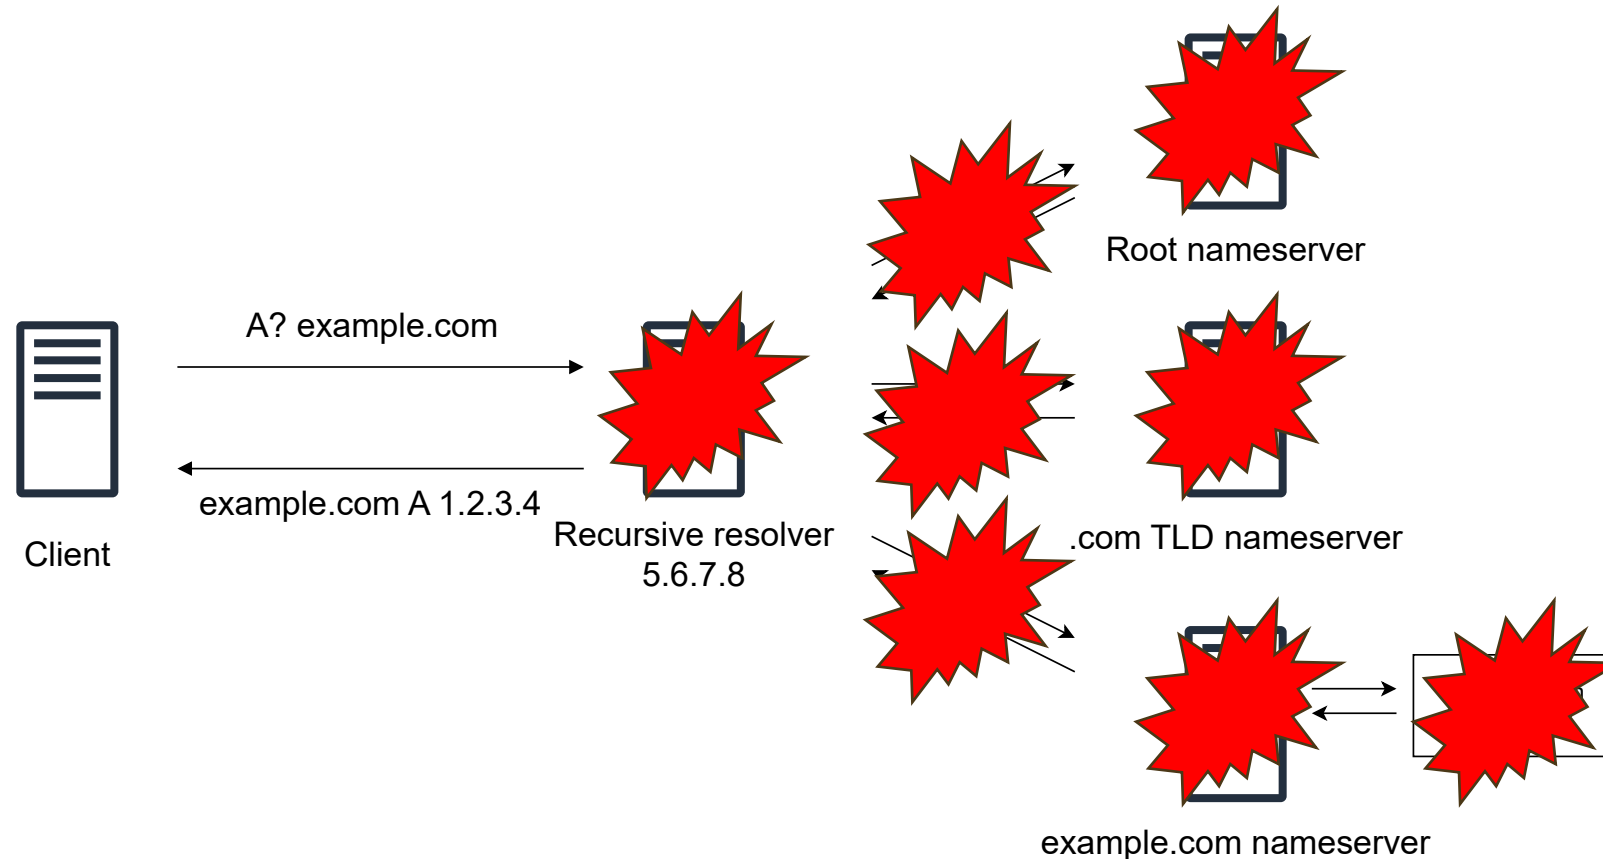 Root nameserver
A? example.com
example.com A 1.2.3.4
Client
Recursive resolver
5.6.7.8
.com TLD nameserver
example.com nameserver